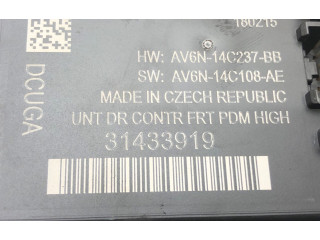 180215
HW: AV6N-14C237-BB
SW: AV6N-14C108-AE
MADE IN CZECH REPUBLIC
UNT DR CONTR FRT PDM HIGH
31433919
DCUGA